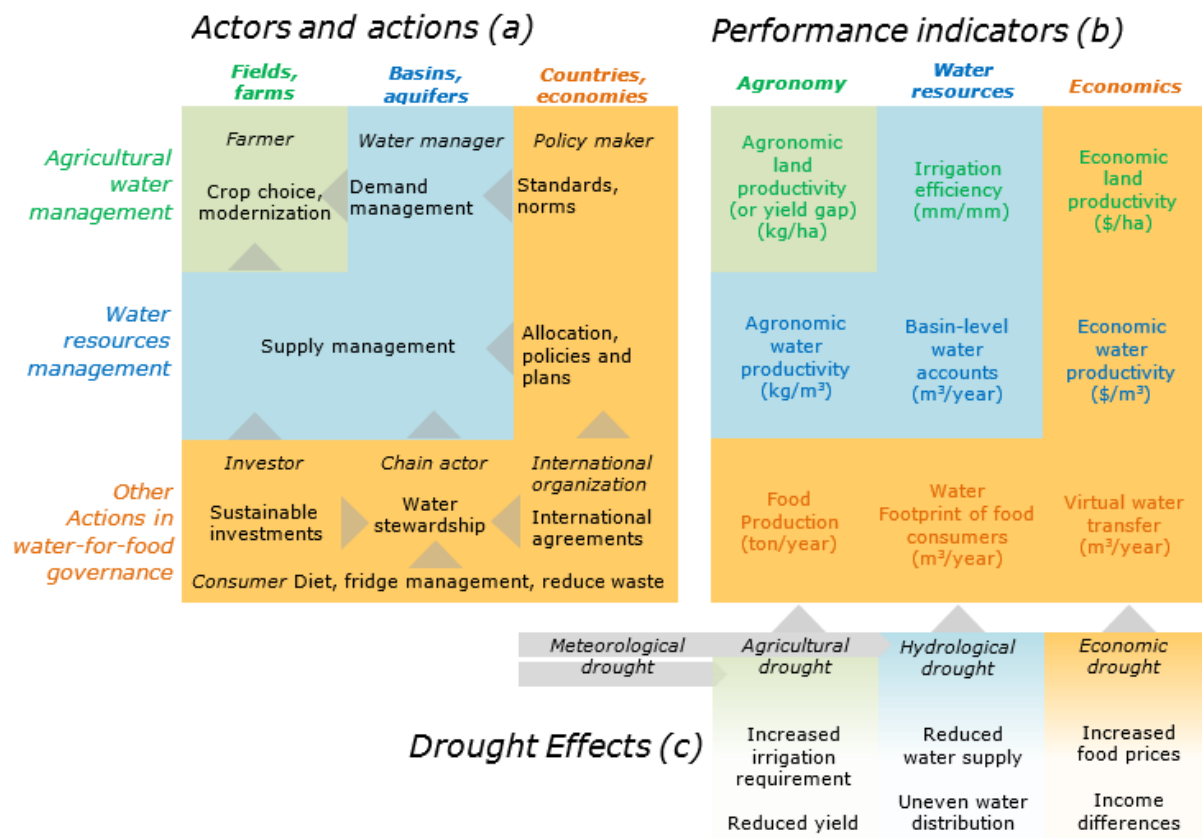 Actors and actions (a)
Performance indicators (b)
Fields,
farms
Basins,
aquifers
Countries,
economies
Agronomy
Water
resources
Economics
Agricultural
water
management
Farmer
Crop choice,
modernization
Water manager
Demand
management
Policy maker
Standards,
norms
Agronomic
land
productivity
(or yield gap)
(kg/ha)
Irrigation
efficiency
(mm/mm)
Economic
land
productivity
($/ha)
Water
resources
management
Supply management
Allocation,
policies and
plans
Agronomic
water
productivity
(kg/m³)
Basin-level
water
accounts
(m³/year)
Economic
water
productivity
($/m³)
Other
Actions in
water-for-food
governance
Investor
Sustainable
investments
Chain actor
Water
stewardship
International
organization
International
agreements
Consumer Diet, fridge management, reduce waste
Food
Production
(ton/year)
Water
Footprint of food
consumers
(m³/year)
Virtual water
transfer
(m³/year)
Meteorological
drought
Agricultural
drought
Hydrological
drought
Economic
drought
Drought Effects (c)
Increased
irrigation
requirement
Reduced yield
Reduced
water supply
Uneven water
distribution
Increased
food prices
Income
differences